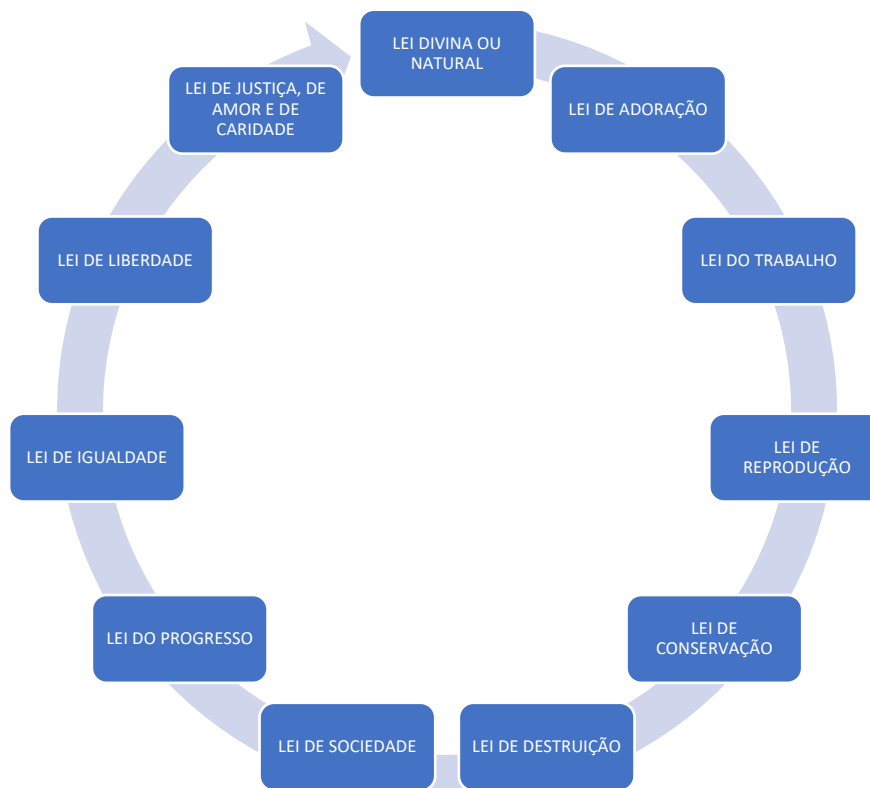 LEI DIVINA OU
NATURAL
LEI DE ADORAÇÃO
LEI DO TRABALHO
LEI DE
REPRODUÇÃO
LEI DE
CONSERVAÇÃO
LEI DE DESTRUIÇÃO
LEI DE SOCIEDADE
LEI DO PROGRESSO
LEI DE IGUALDADE
LEI DE LIBERDADE
LEI DE JUSTIÇA, DE
AMOR E DE
CARIDADE